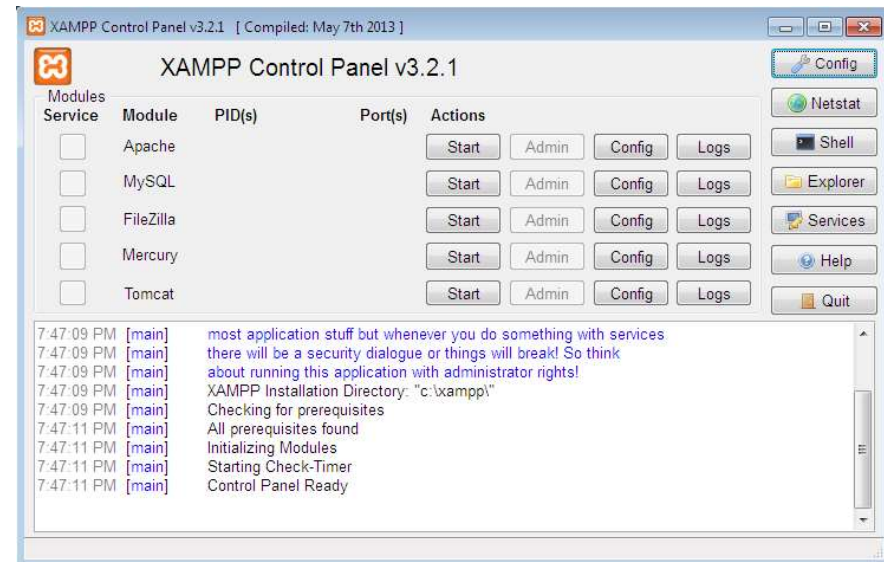 XAMPP Control Panel v3.2.1 [ Compiled: May 7th 2013 ]
XAMPP Control Panel v3.2.1
Config
Modules
Netstat
Service Module PID(s) Port(s) Actions
Apache Start Admin Config Logs
Shell
MySQL Start Admin Config Logs
Explorer
FileZilla Start Admin Config Logs
Services
Mercury Start Admin Config Logs
Help
Tomcat Start Admin Config Logs
Quit
7:47:09 PM [main] most application stuff but whenever you do something with services
7:47:09 PM [main] there will be a security dialogue or things will break! So think
7:47:09 PM [main] about running this application with administrator rights!
7:47:09 PM [main] XAMPP Installation Directory: "c:\xampp\"
7:47:09 PM [main] Checking for prerequisites
7:47:11 PM [main] All prerequisites found
7:47:11 PM [main] Initializing Modules
7:47:11 PM [main] Starting Check-Timer
7:47:11 PM [main] Control Panel Ready